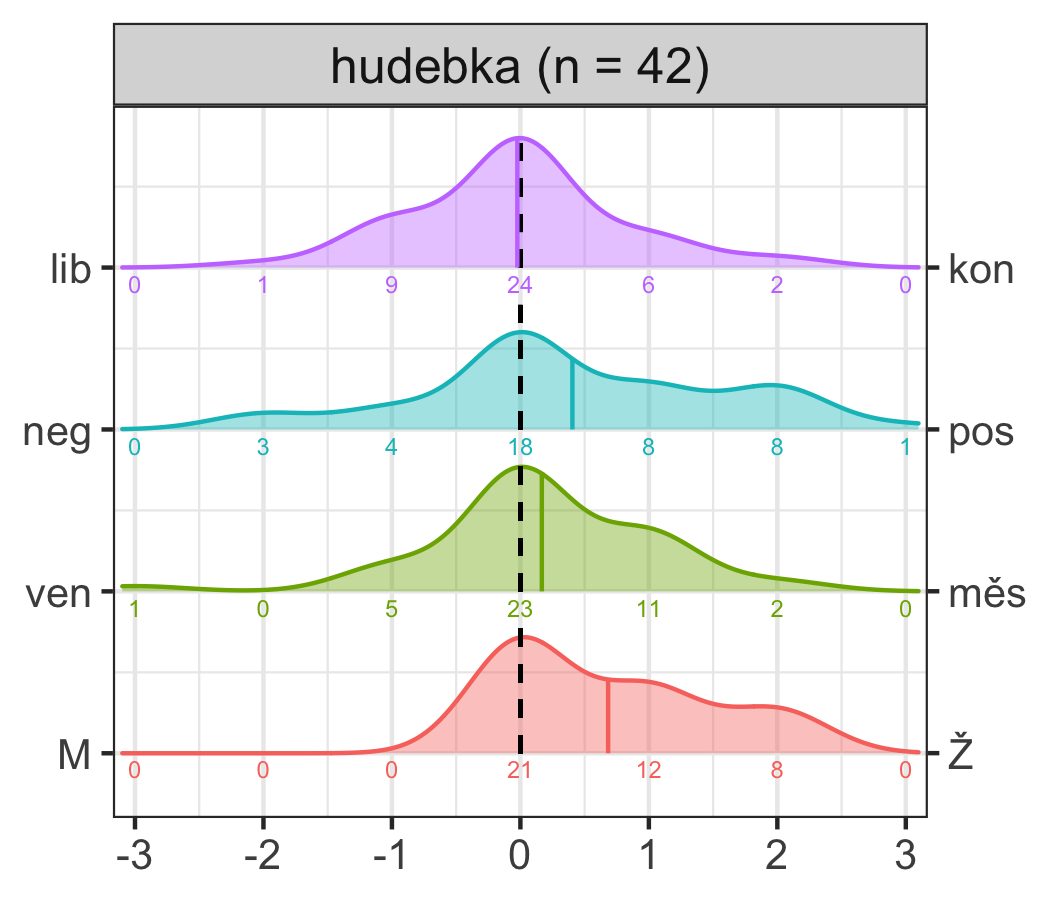 hudebka (n = 42)
lib kon
0 1 9 24 6 2 0
neg pos
0 3 4 18 8 8 1
ven měs
1 0 5 23 11 2 0
M Ž
0 0 0 21 12 8 0
-3 -2 -1 0 1 2 3